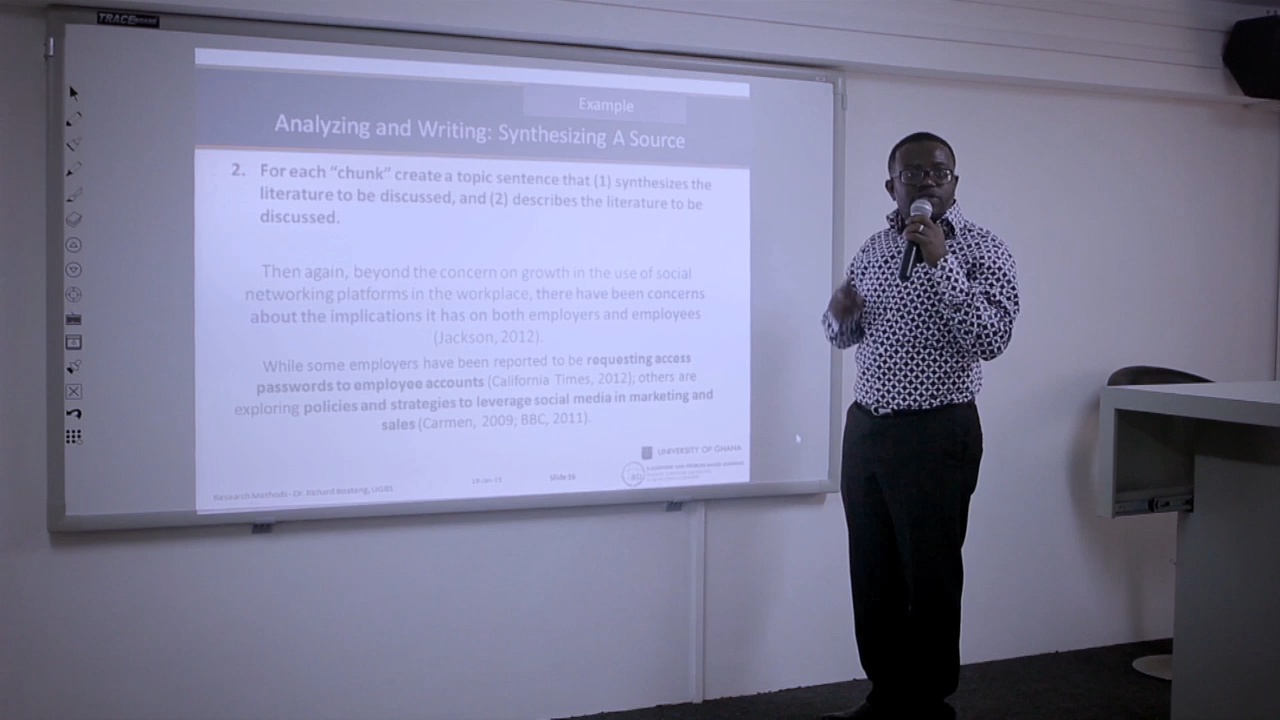 TRACEBOARD
Example
Analyzing and Writing: Synthesizing A Source
2. For each “chunk” create a topic sentence that (1) synthesizes the
literature to be discussed, and (2) describes the literature to be
discussed.
Then again, beyond the concern on growth in the use of social
networking platforms in the workplace, there have been concerns
about the implications it has on both employers and employees
(Jackson, 2012).
While some employers have been reported to be requesting access
passwords to employee accounts (California Times, 2012); others are
exploring policies and strategies to leverage social media in marketing and
sales (Carmen, 2009; BBC, 2011).
UNIVERSITY OF GHANA
Research Methods - Dr. Richard Boateng, UGBS
Slide 16